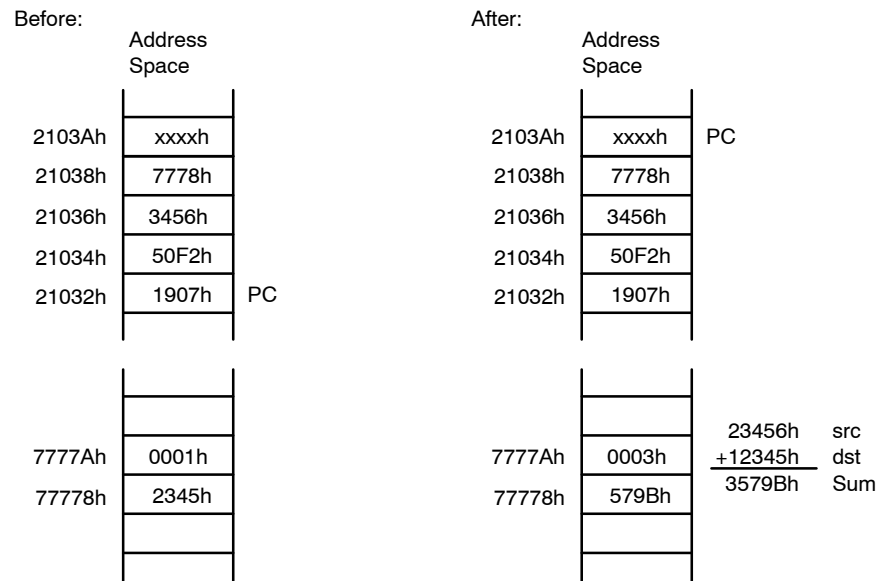 Before:
Address
Space
2103Ah xxxxh
21038h 7778h
21036h 3456h
21034h 50F2h
21032h 1907h PC
7777Ah 0001h
77778h 2345h
After:
Address
Space
2103Ah xxxxh PC
21038h 7778h
21036h 3456h
21034h 50F2h
21032h 1907h
7777Ah 0003h
77778h 579Bh
23456h src
+12345h dst
3579Bh Sum